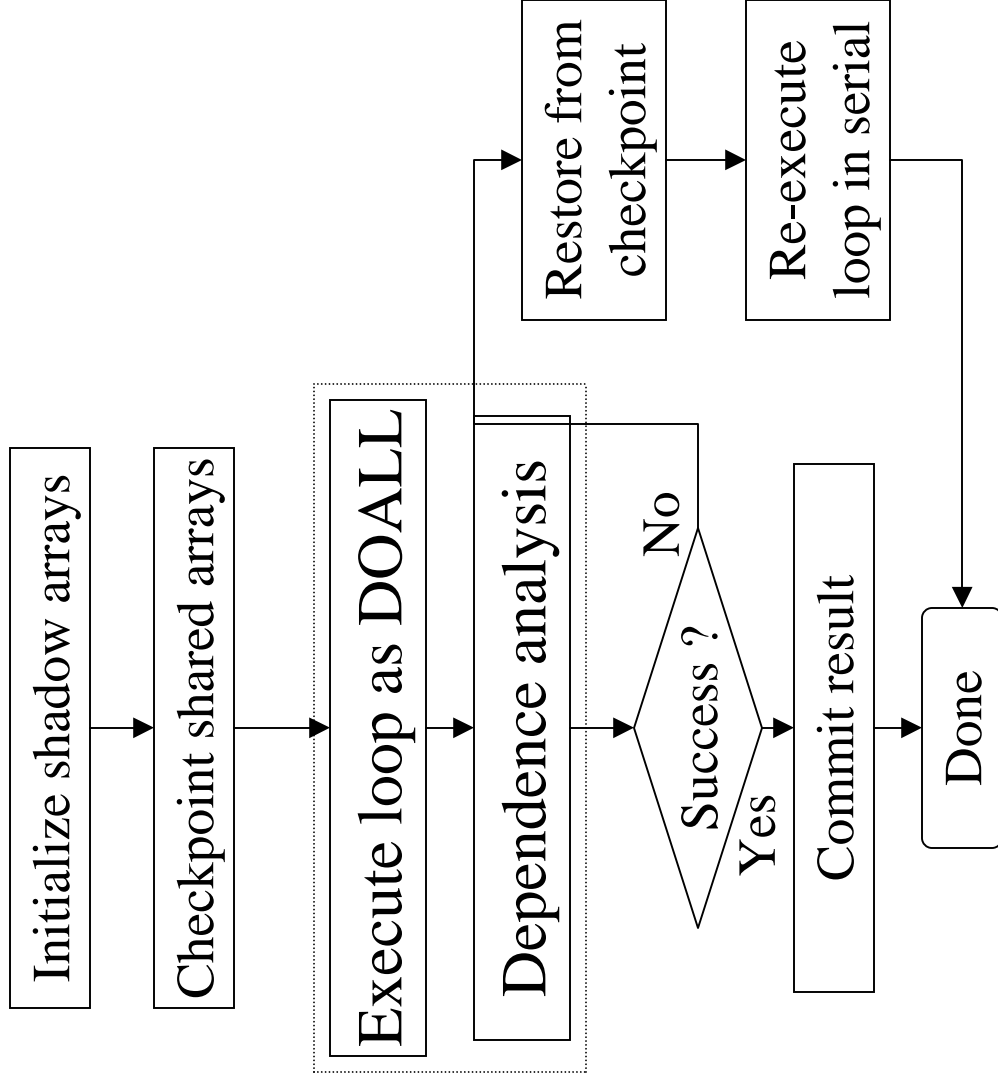 Initialize shadow arrays
Checkpoint shared arrays
Execute loop as DOALL
Dependence analysis
Success ?
No
Yes
Commit result
Done
Restore from
checkpoint
Re-execute
loop in serial